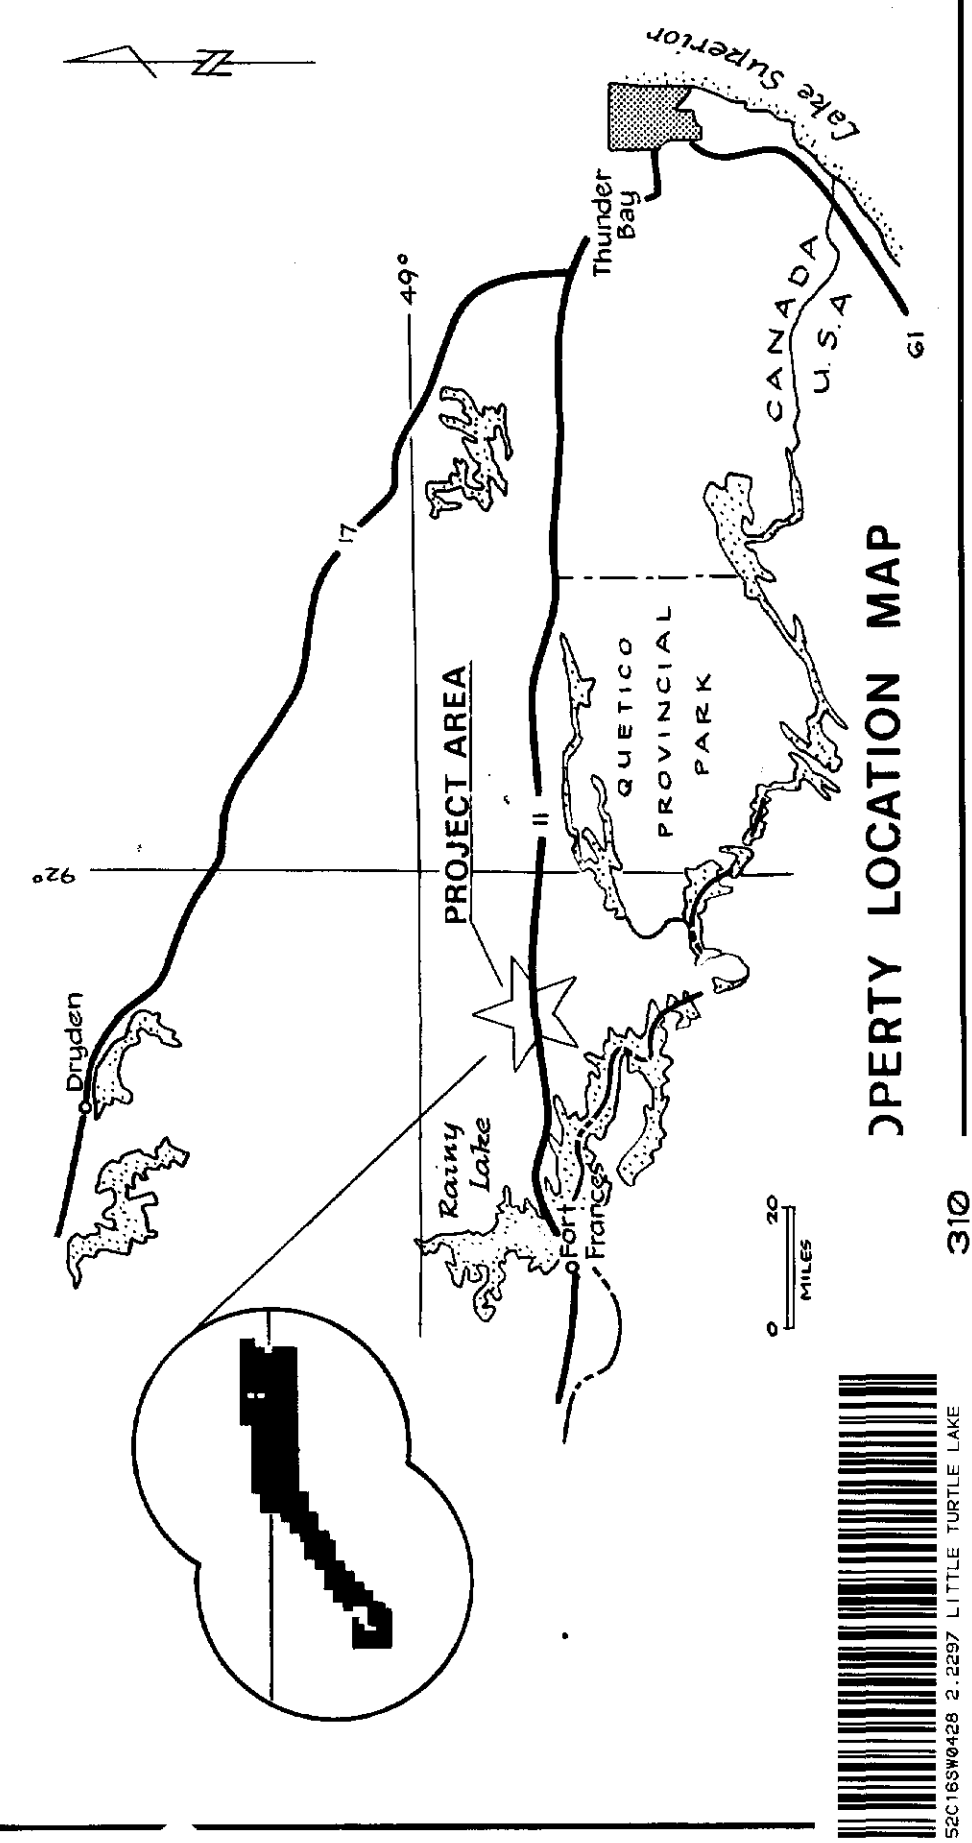 N
92°
49°
Dryden
17
Lake Superior
Thunder
Bay
PROJECT AREA
Rainy
Lake
11
QUETICO
PROVINCIAL
PARK
CANADA
U.S.A
61
Fort
Frances
0 20
MILES
OPERTY LOCATION MAP
310
52C16SW0428 2.2297 LITTLE TURTLE LAKE